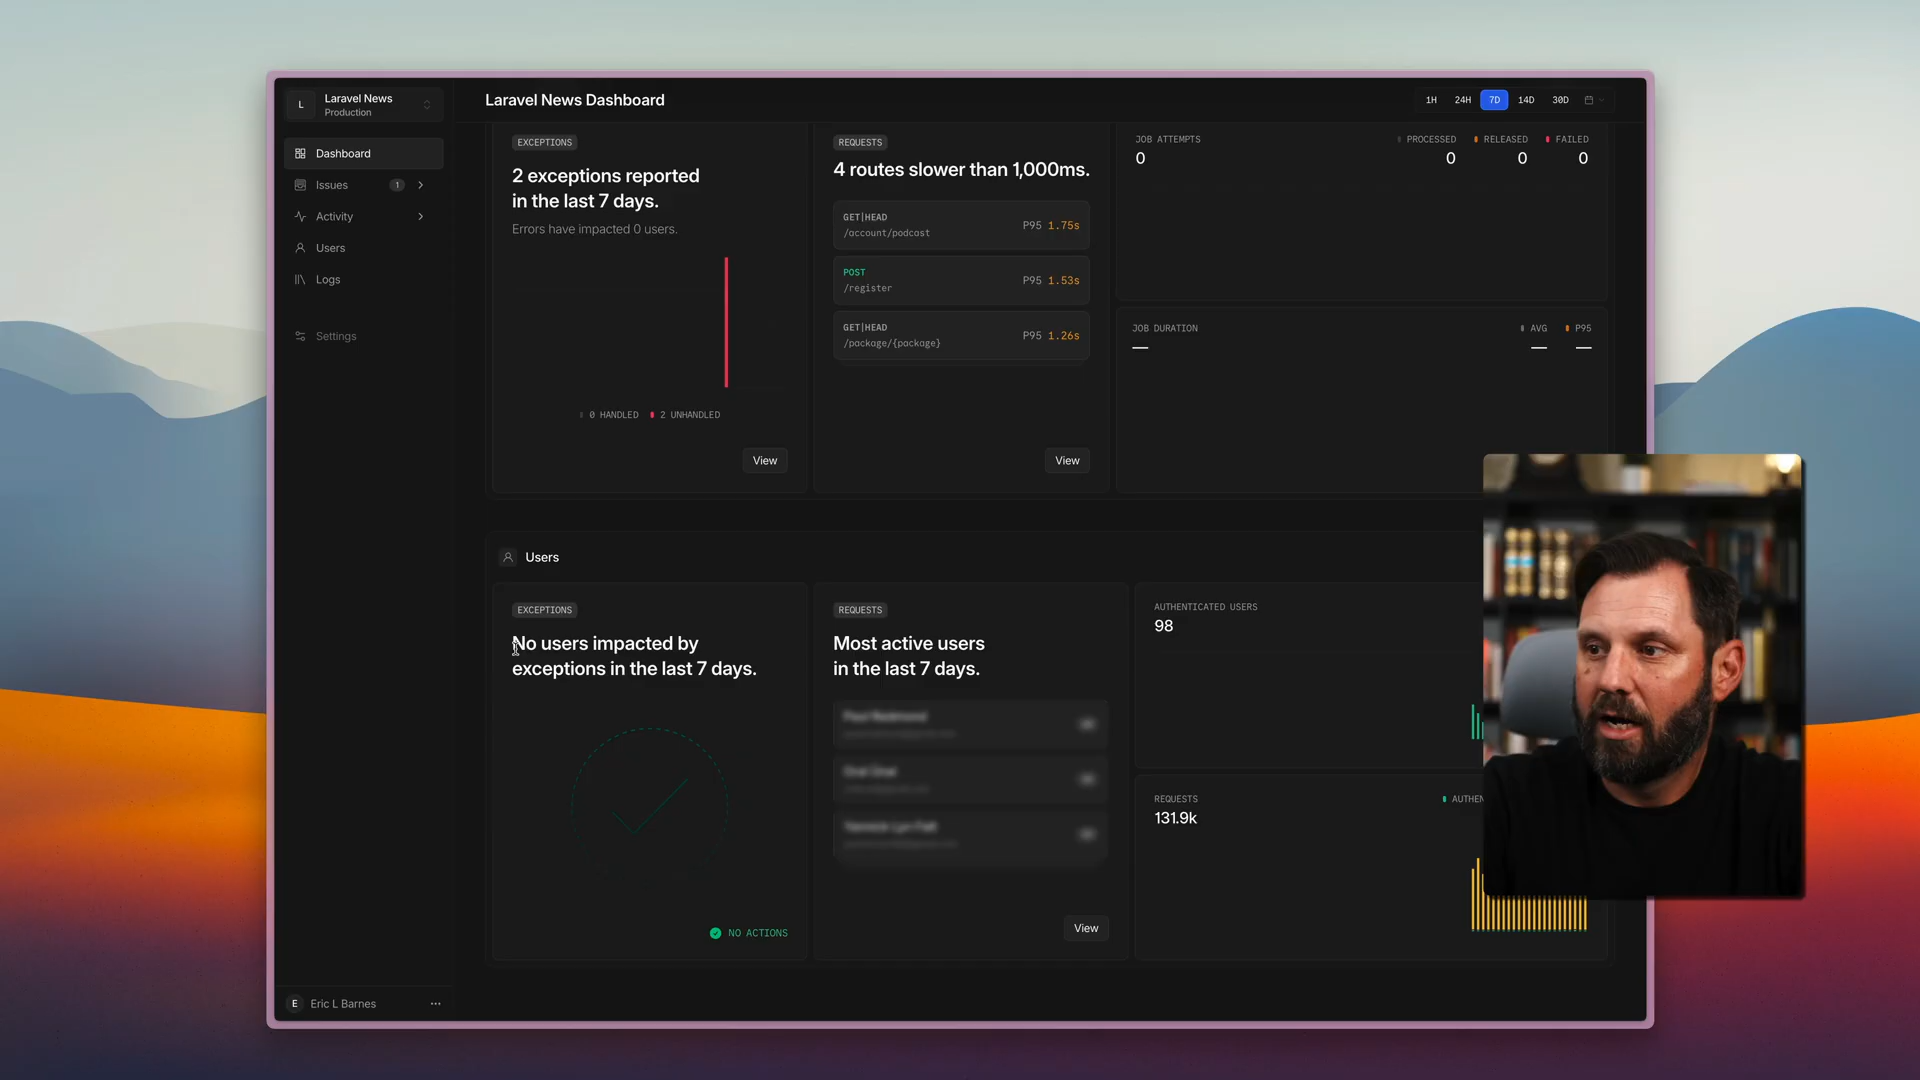 L
Laravel News
Production
Dashboard
Issues
1
Activity
Users
Logs
Settings
E
Eric L Barnes
Laravel News Dashboard
1H
24H
7D
14D
30D
EXCEPTIONS
2 exceptions reported
in the last 7 days.
Errors have impacted 0 users.
0 HANDLED
2 UNHANDLED
View
REQUESTS
4 routes slower than 1,000ms.
GET|HEAD
/account/podcast
P95 1.75s
POST
/register
P95 1.53s
GET|HEAD
/package/{package}
P95 1.26s
View
JOB ATTEMPTS
0
PROCESSED
0
RELEASED
0
FAILED
0
JOB DURATION
—
AVG
—
P95
—
Users
EXCEPTIONS
No users impacted by
exceptions in the last 7 days.
NO ACTIONS
REQUESTS
Most active users
in the last 7 days.
View
AUTHENTICATED USERS
98
REQUESTS
131.9k
AUTHEN